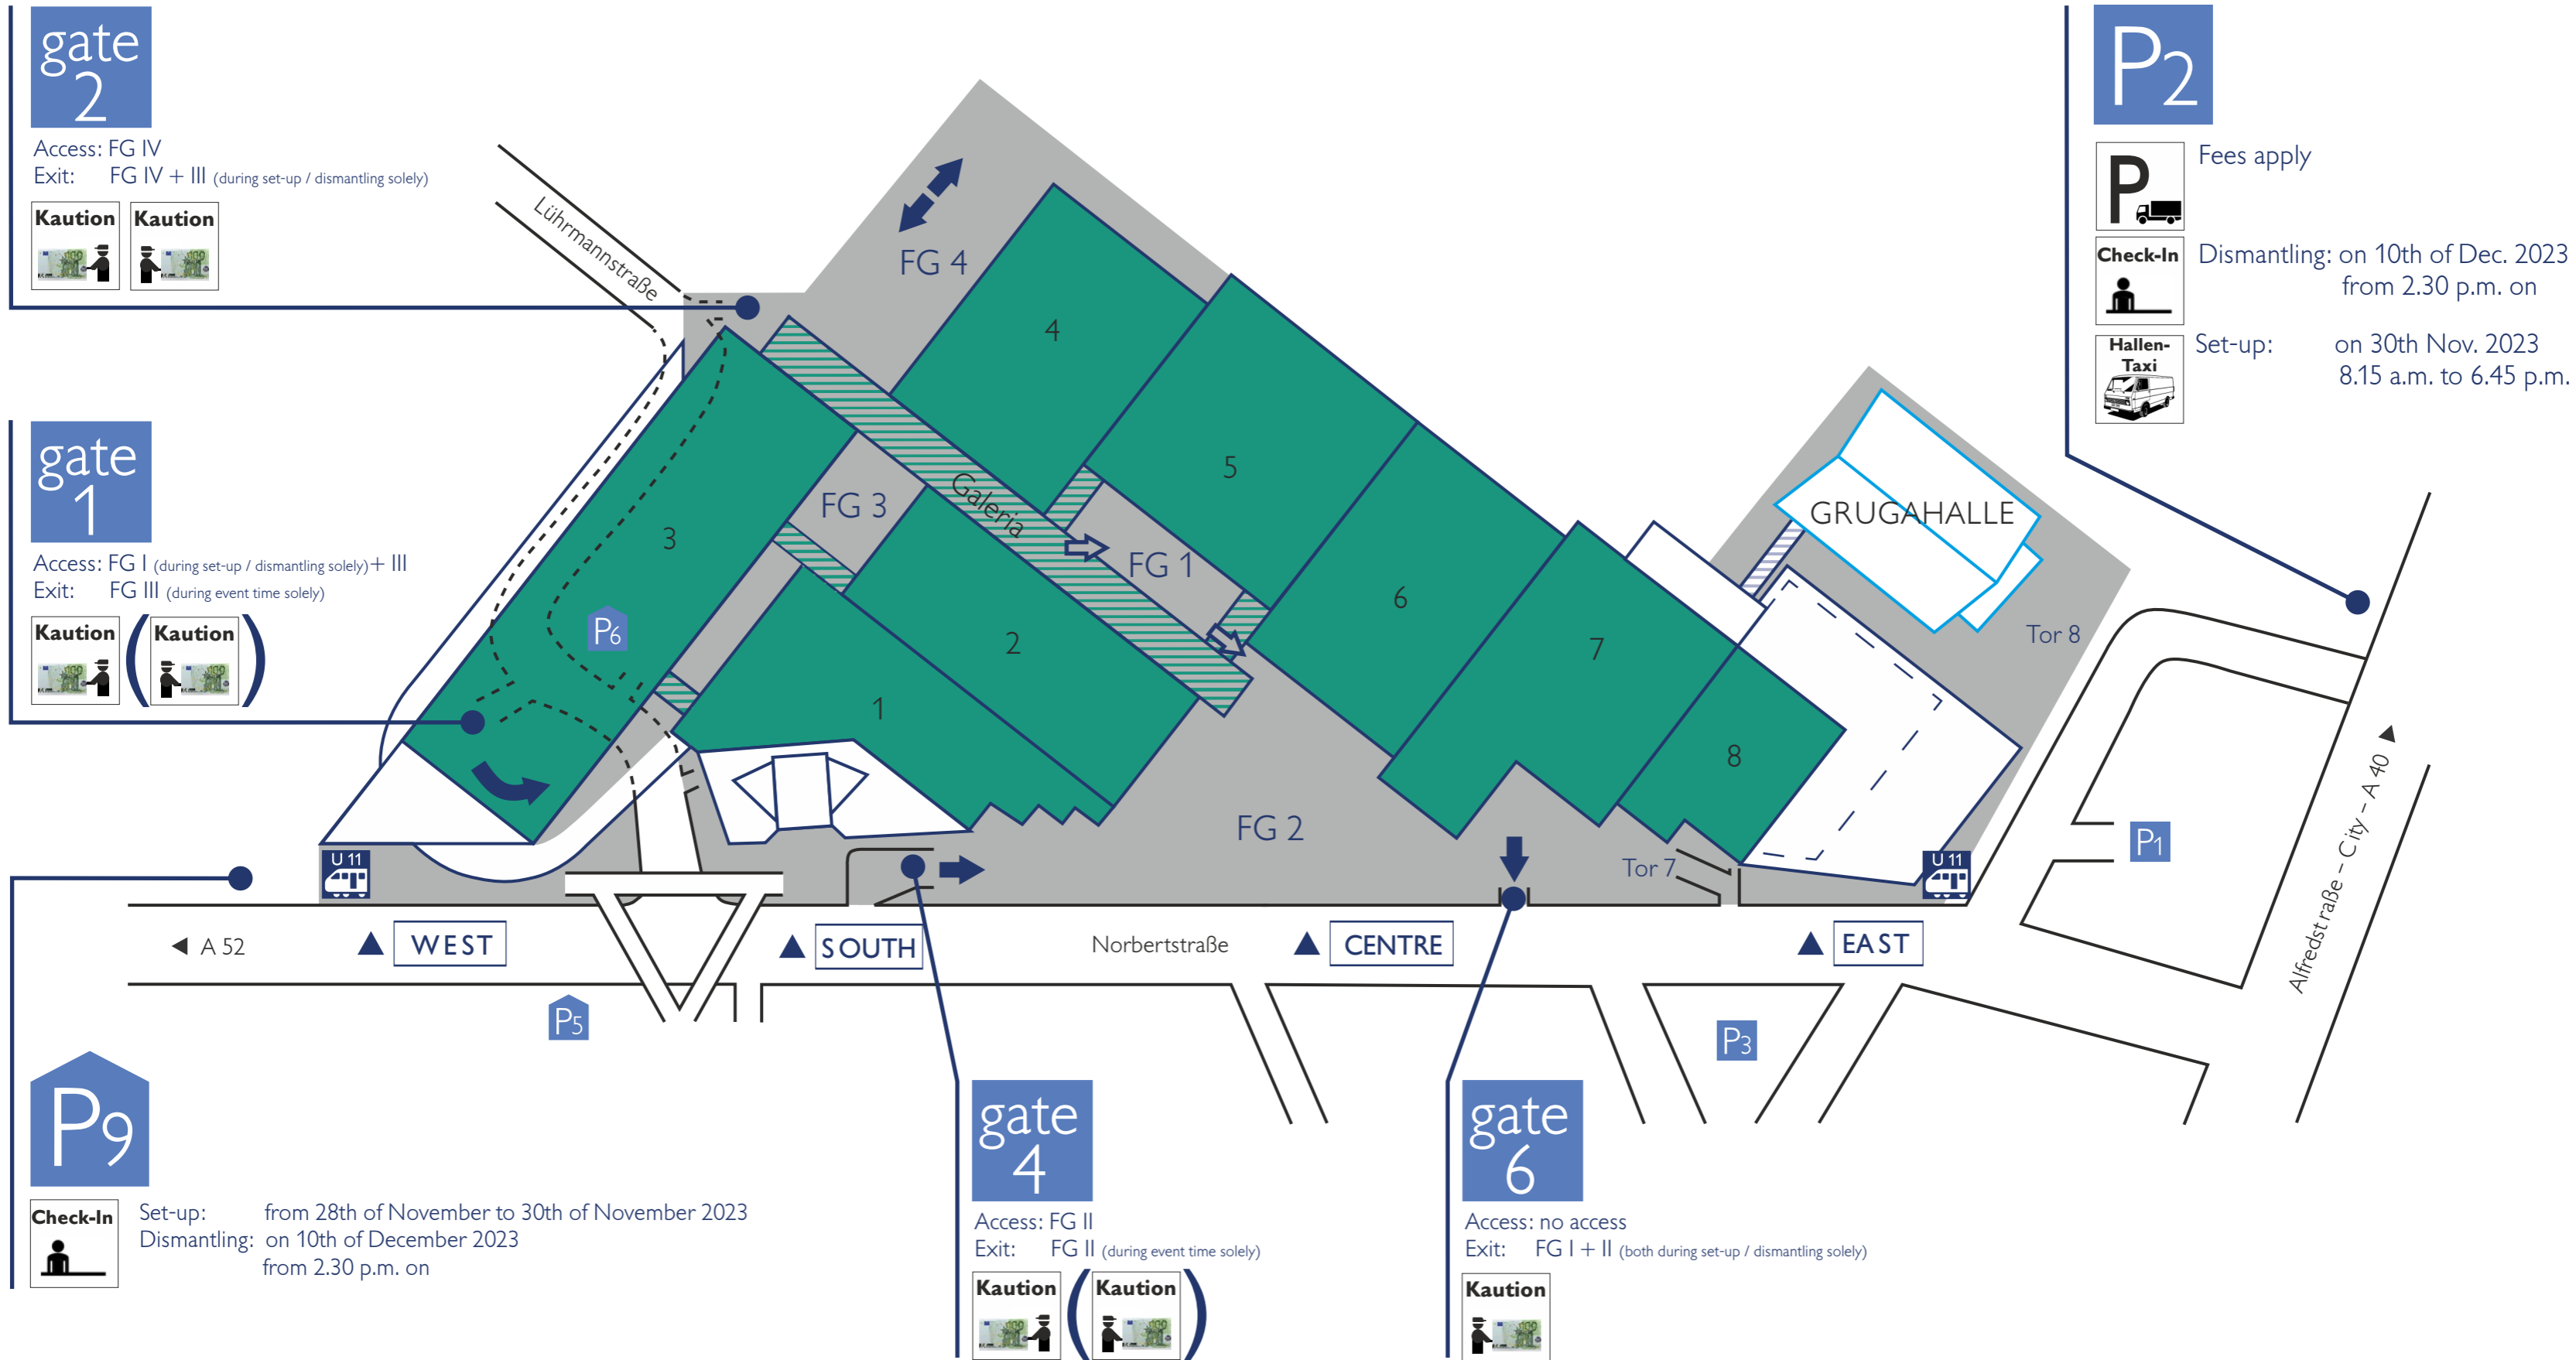 gate
2
Access: FG IV
Exit: FG IV + III (during set-up / dismantling solely)
Kaution Kaution
P2
P
Fees apply
Check-In
Dismantling: on 10th of Dec. 2023
from 2.30 p.m. on
Hallen-
Taxi
Set-up: on 30th Nov. 2023
8.15 a.m. to 6.45 p.m.
gate
1
Access: FG I (during set-up / dismantling solely)+ III
Exit: FG III (during event time solely)
Kaution (Kaution)
Lührmannstraße
FG 4
4
5
3
FG 3
Galeria
FG 1
GRUGAHALLE
6
P6
2
7
Tor 8
1
8
FG 2
P1
Alfredstraße – City – A 40 ▲
U 11
Tor 7
U 11
◄ A 52
▲ WEST
▲ SOUTH
Norbertstraße
▲ CENTRE
▲ EAST
P5
P3
P9
Check-In
Set-up: from 28th of November to 30th of November 2023
Dismantling: on 10th of December 2023
from 2.30 p.m. on
gate
4
Access: FG II
Exit: FG II (during event time solely)
Kaution (Kaution)
gate
6
Access: no access
Exit: FG I + II (both during set-up / dismantling solely)
Kaution